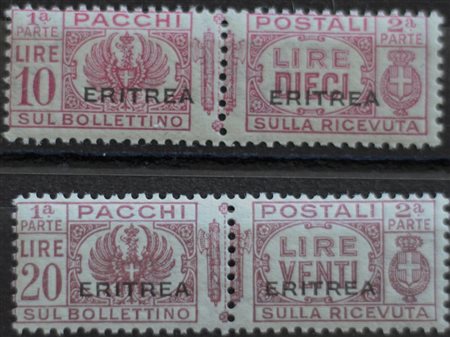 PACCHI POSTALI
1ª PARTE 2ª PARTE
LIRE 10 LIRE DIECI
ERITREA ERITREA
SUL BOLLETTINO SULLA RICEVUTA
PACCHI POSTALI
1ª PARTE 2ª PARTE
LIRE 20 LIRE VENTI
ERITREA ERITREA
SUL BOLLETTINO SULLA RICEVUTA